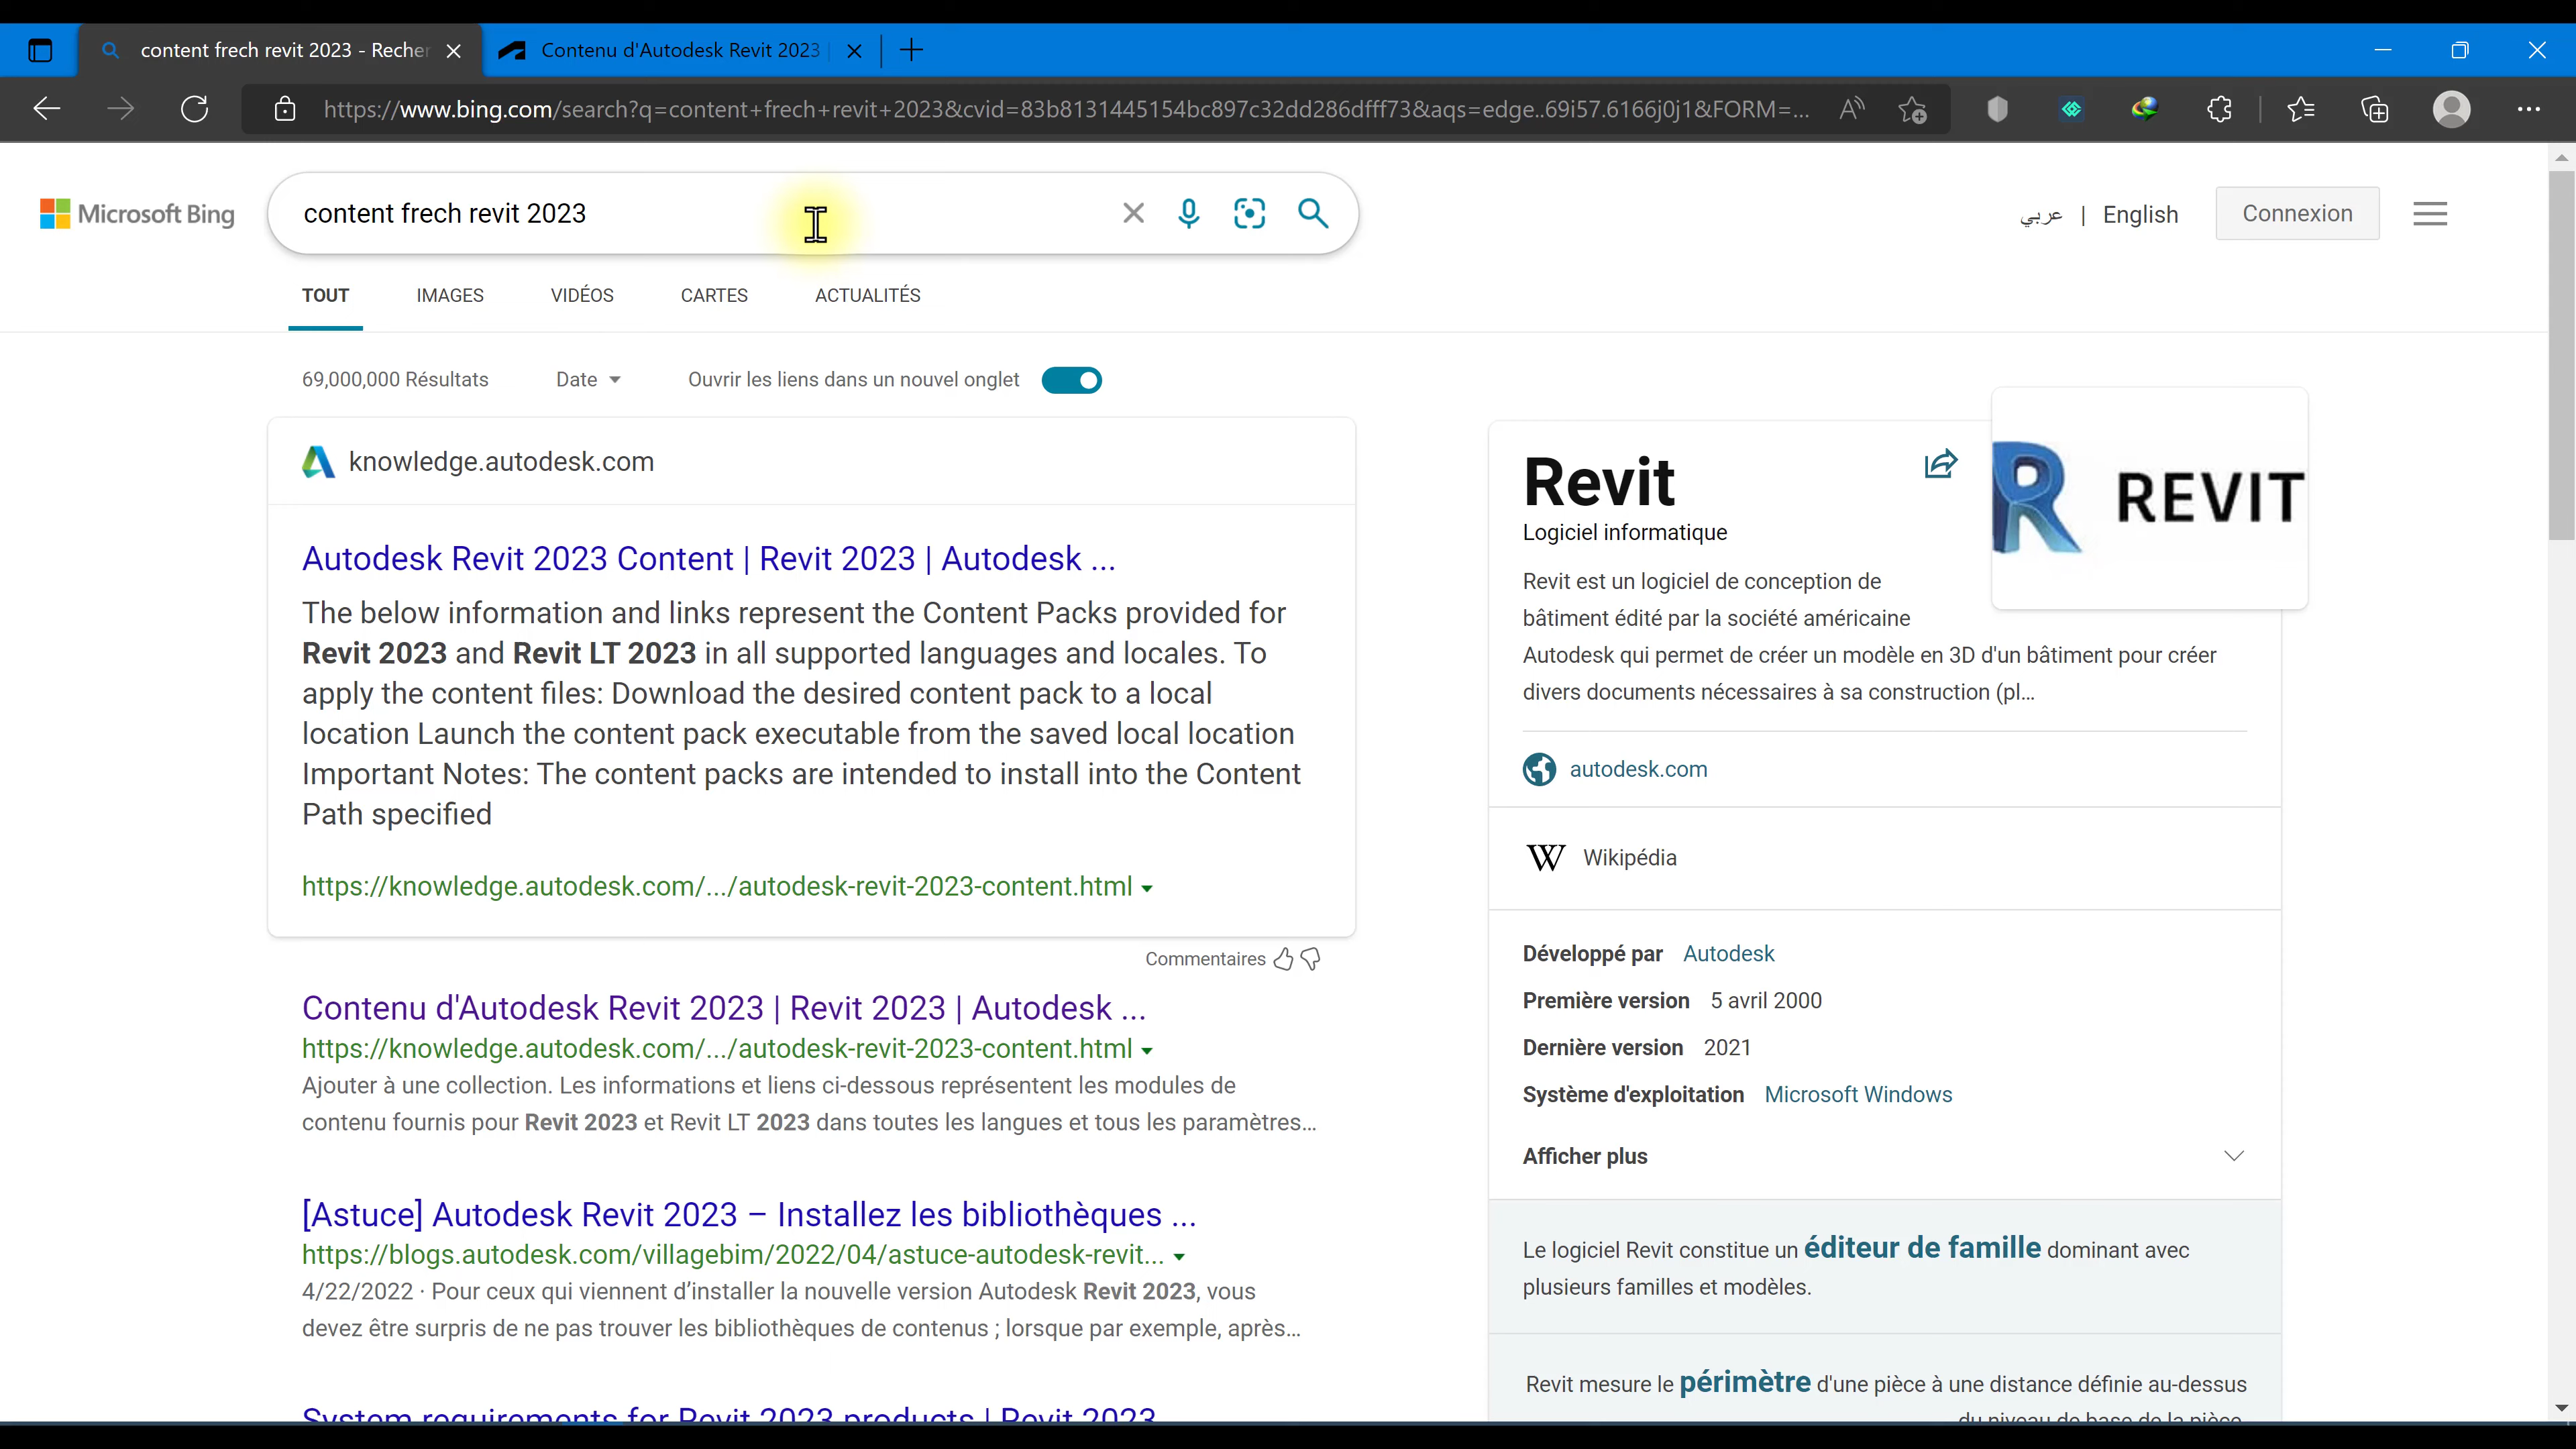 content frech revit 2023 - Recher
Contenu d'Autodesk Revit 2023
https://www.bing.com/search?q=content+frech+revit+2023&cvid=83b8131445154bc897c32dd286dfff73&aqs=edge..69i57.6166j0j1&FORM=...
Microsoft Bing
content frech revit 2023
عربي | English
Connexion
TOUT IMAGES VIDÉOS CARTES ACTUALITÉS
69,000,000 Résultats Date Ouvrir les liens dans un nouvel onglet
knowledge.autodesk.com
Autodesk Revit 2023 Content | Revit 2023 | Autodesk ...
The below information and links represent the Content Packs provided for
Revit 2023 and Revit LT 2023 in all supported languages and locales. To
apply the content files: Download the desired content pack to a local
location Launch the content pack executable from the saved local location
Important Notes: The content packs are intended to install into the Content
Path specified
https://knowledge.autodesk.com/.../autodesk-revit-2023-content.html
Commentaires
Contenu d'Autodesk Revit 2023 | Revit 2023 | Autodesk ...
https://knowledge.autodesk.com/.../autodesk-revit-2023-content.html
Ajouter à une collection. Les informations et liens ci-dessous représentent les modules de
contenu fournis pour Revit 2023 et Revit LT 2023 dans toutes les langues et tous les paramètres...
[Astuce] Autodesk Revit 2023 – Installez les bibliothèques ...
https://blogs.autodesk.com/villagebim/2022/04/astuce-autodesk-revit...
4/22/2022 · Pour ceux qui viennent d’installer la nouvelle version Autodesk Revit 2023, vous
devez être surpris de ne pas trouver les bibliothèques de contenus ; lorsque par exemple, après...
System requirements for Revit 2023 products | Revit 2023
Revit
Logiciel informatique
REVIT
Revit est un logiciel de conception de
bâtiment édité par la société américaine
Autodesk qui permet de créer un modèle en 3D d'un bâtiment pour créer
divers documents nécessaires à sa construction (pl...
autodesk.com
Wikipédia
Développé par Autodesk
Première version 5 avril 2000
Dernière version 2021
Système d'exploitation Microsoft Windows
Afficher plus
Le logiciel Revit constitue un éditeur de famille dominant avec
plusieurs familles et modèles.
Revit mesure le périmètre d'une pièce à une distance définie au-dessus
du niveau de base de la pièce.